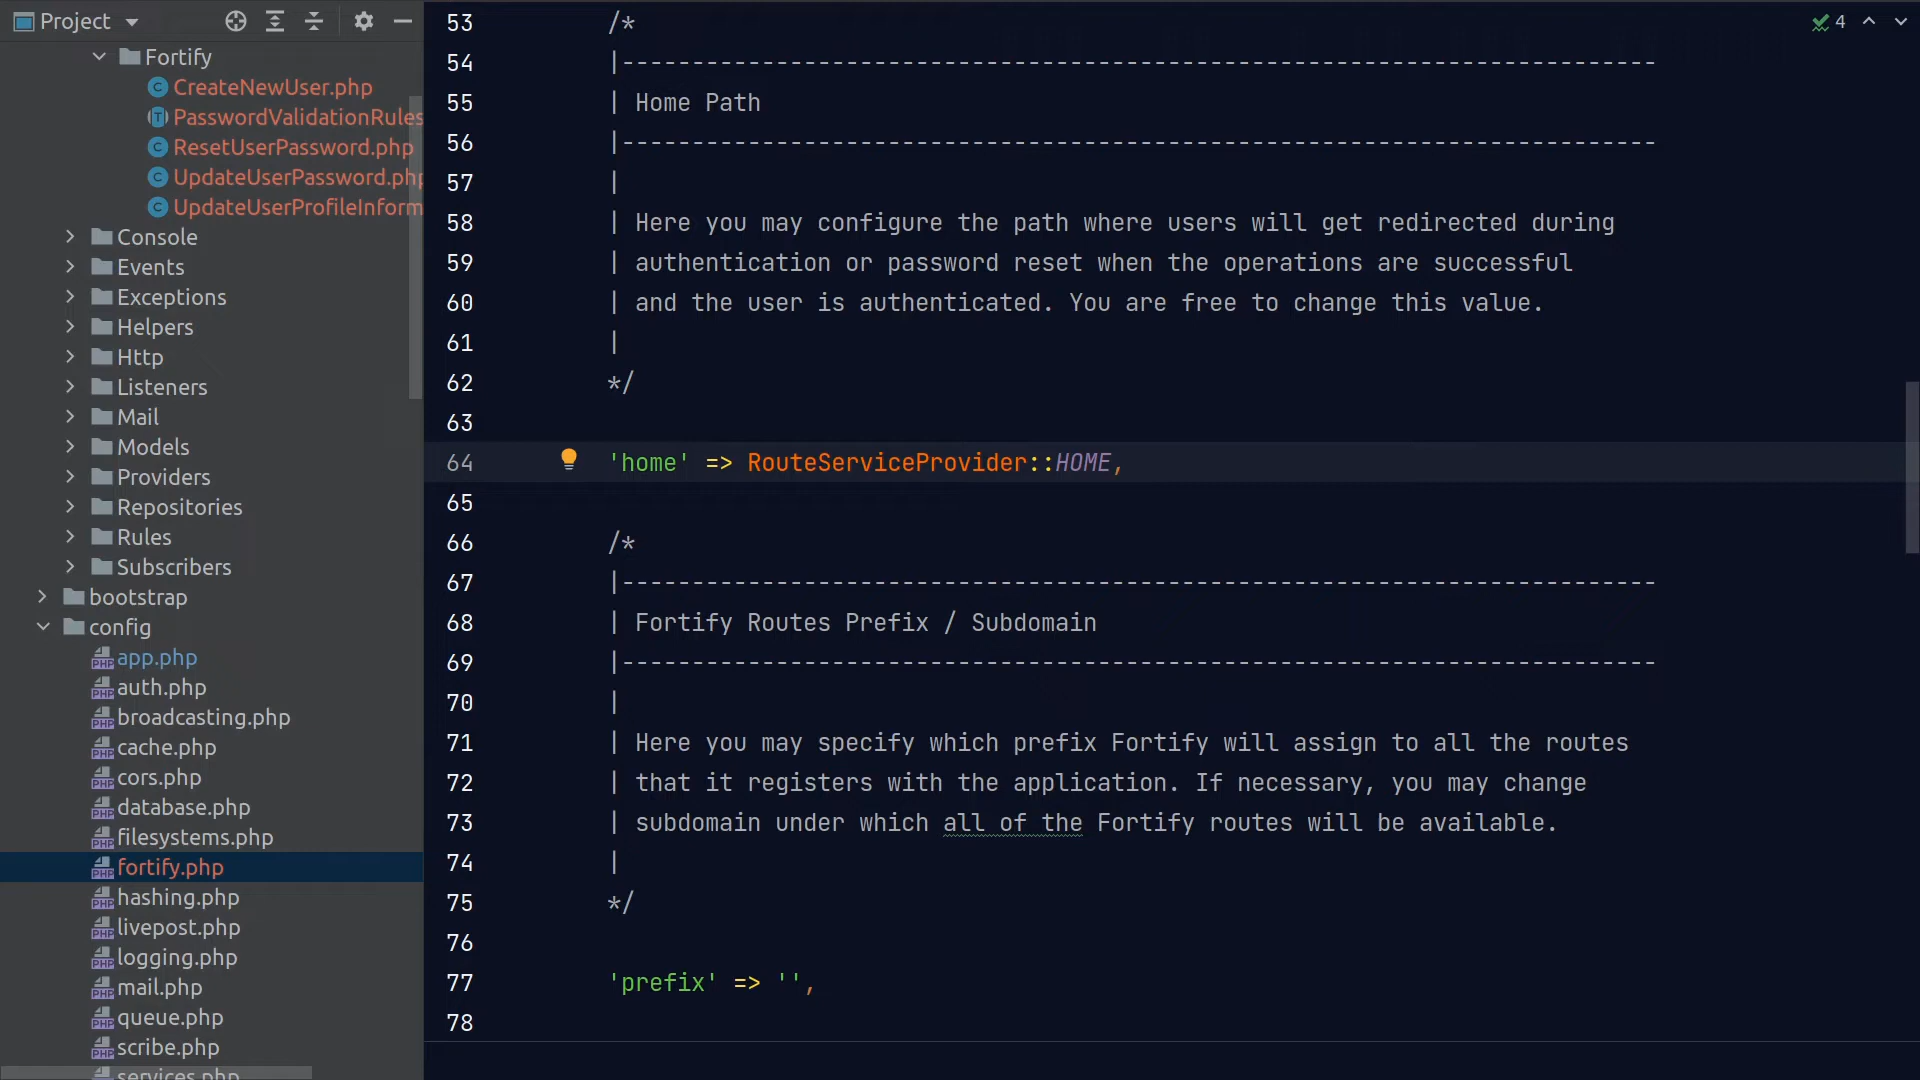 Project
Fortify
CreateNewUser.php
PasswordValidationRules
ResetUserPassword.php
UpdateUserPassword.php
UpdateUserProfileInform
Console
Events
Exceptions
Helpers
Http
Listeners
Mail
Models
Providers
Repositories
Rules
Subscribers
bootstrap
config
app.php
auth.php
broadcasting.php
cache.php
cors.php
database.php
filesystems.php
fortify.php
hashing.php
livepost.php
logging.php
mail.php
queue.php
scribe.php
services.php
4
53 /*
54 |--------------------------------------------------------------------------
55 | Home Path
56 |--------------------------------------------------------------------------
57 |
58 | Here you may configure the path where users will get redirected during
59 | authentication or password reset when the operations are successful
60 | and the user is authenticated. You are free to change this value.
61 |
62 */
63
64 'home' => RouteServiceProvider::HOME,
65
66 /*
67 |--------------------------------------------------------------------------
68 | Fortify Routes Prefix / Subdomain
69 |--------------------------------------------------------------------------
70 |
71 | Here you may specify which prefix Fortify will assign to all the routes
72 | that it registers with the application. If necessary, you may change
73 | subdomain under which all of the Fortify routes will be available.
74 |
75 */
76
77 'prefix' => '',
78